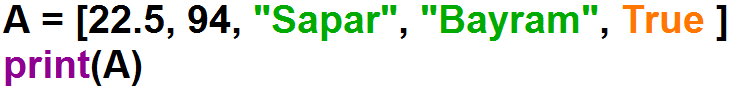 A = [22.5, 94, "Sapar", "Bayram", True ]
print(A)